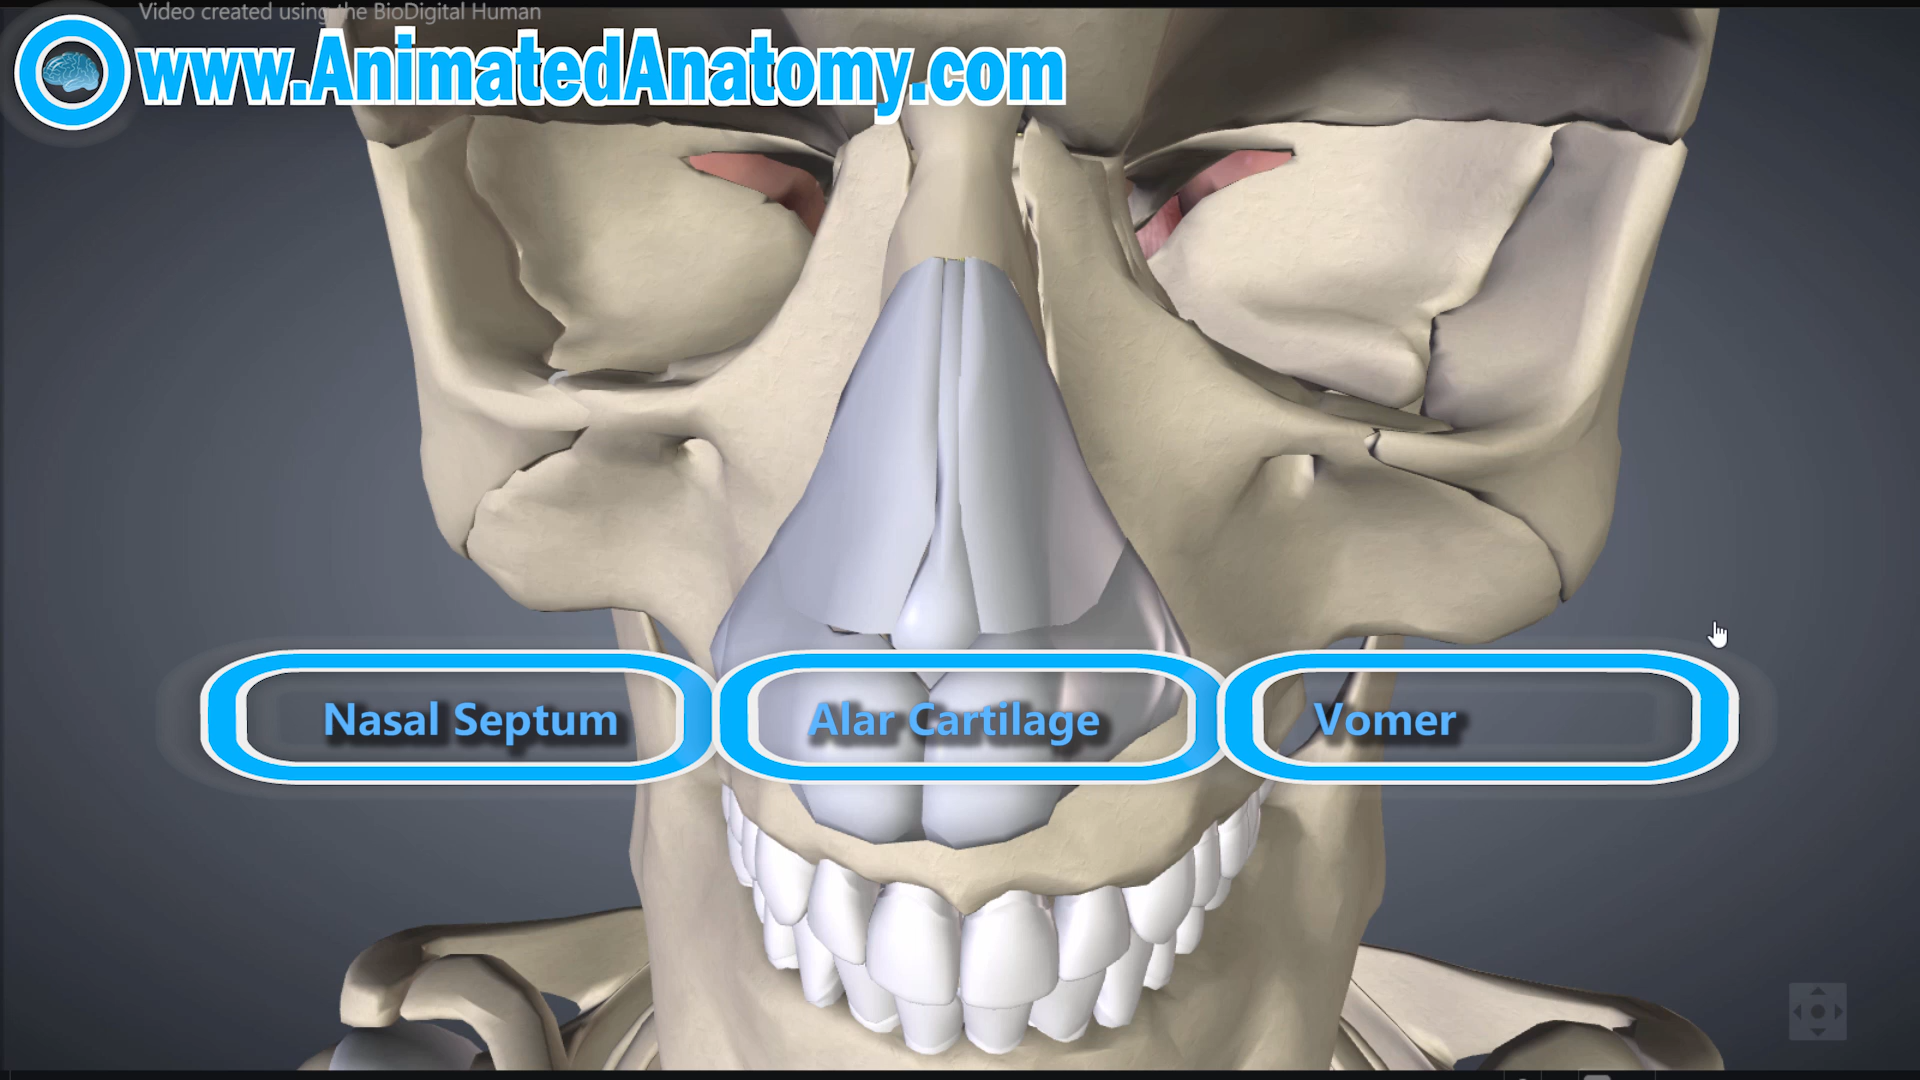 Video created using the BioDigital Human
www.AnimatedAnatomy.com
Nasal Septum
Alar Cartilage
Vomer